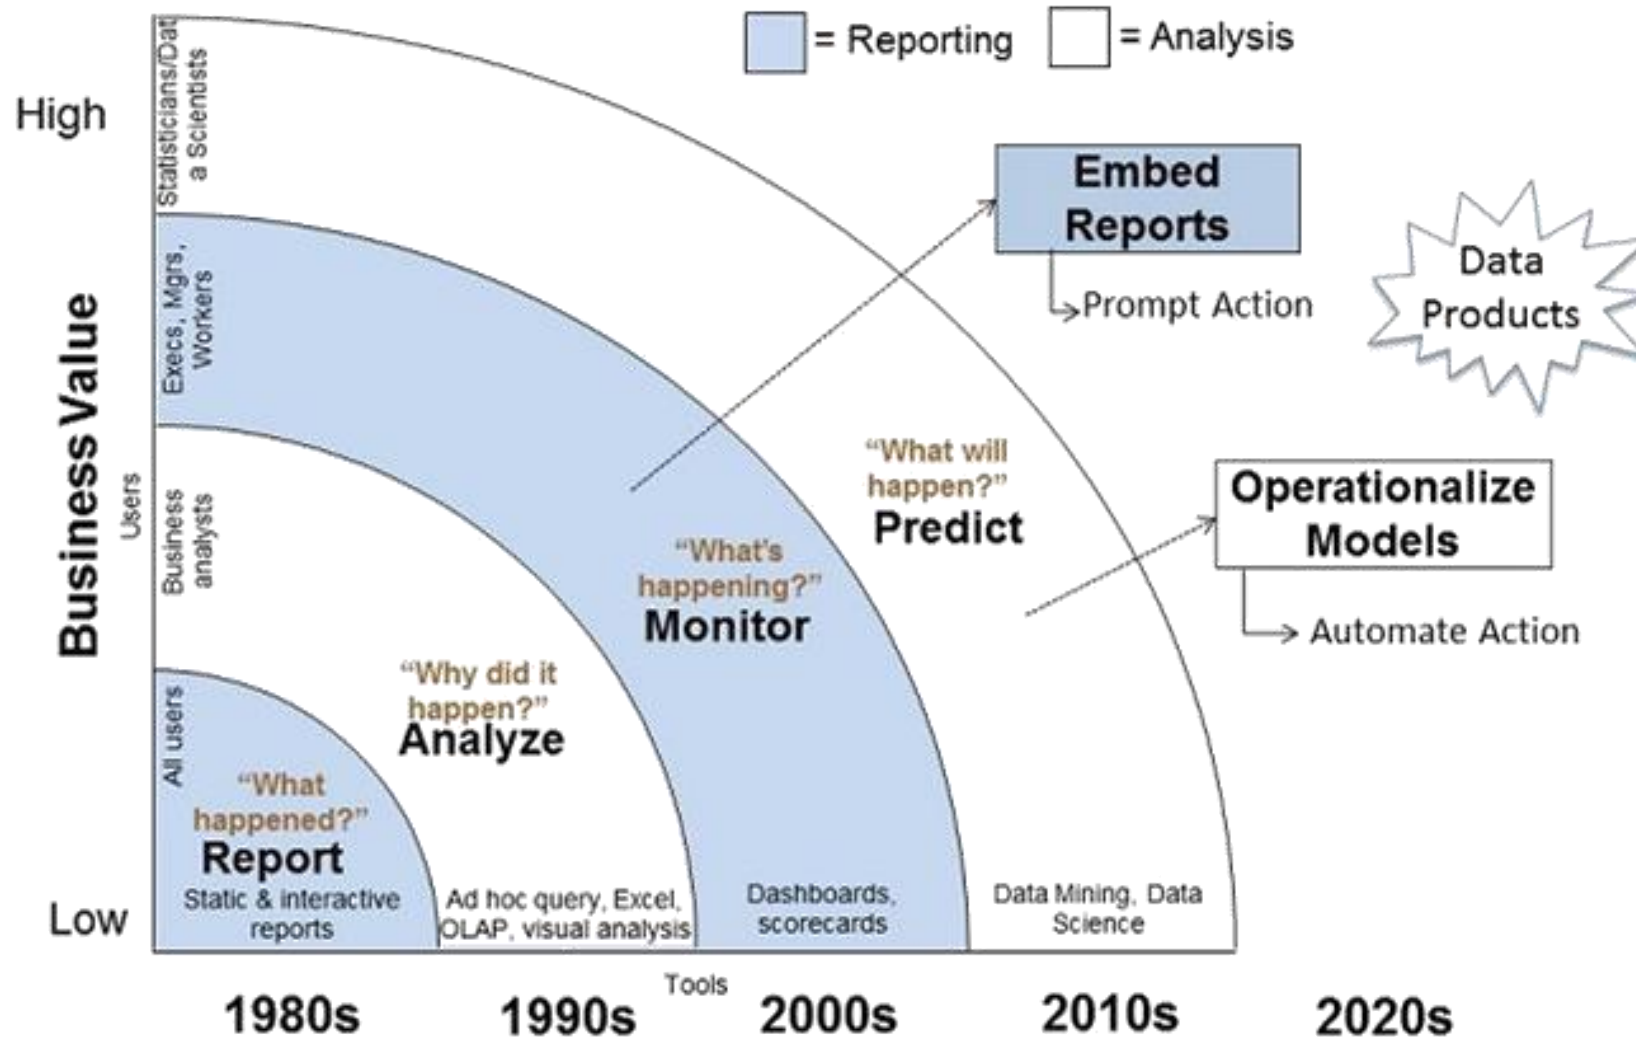 = Reporting
= Analysis
High
Statisticians/Dat
a Scientists
Embed
Reports
Prompt Action
Data
Products
Execs, Mgrs,
Workers
Business Value
Users
Business
analysts
"What will
happen?"
Predict
Operationalize
Models
Automate Action
"What's
happening?"
Monitor
"Why did it
happen?"
Analyze
All users
"What
happened?"
Report
Static & interactive
reports
Ad hoc query, Excel,
OLAP, visual analysis
Dashboards,
scorecards
Data Mining, Data
Science
Low
Tools
1980s
1990s
2000s
2010s
2020s